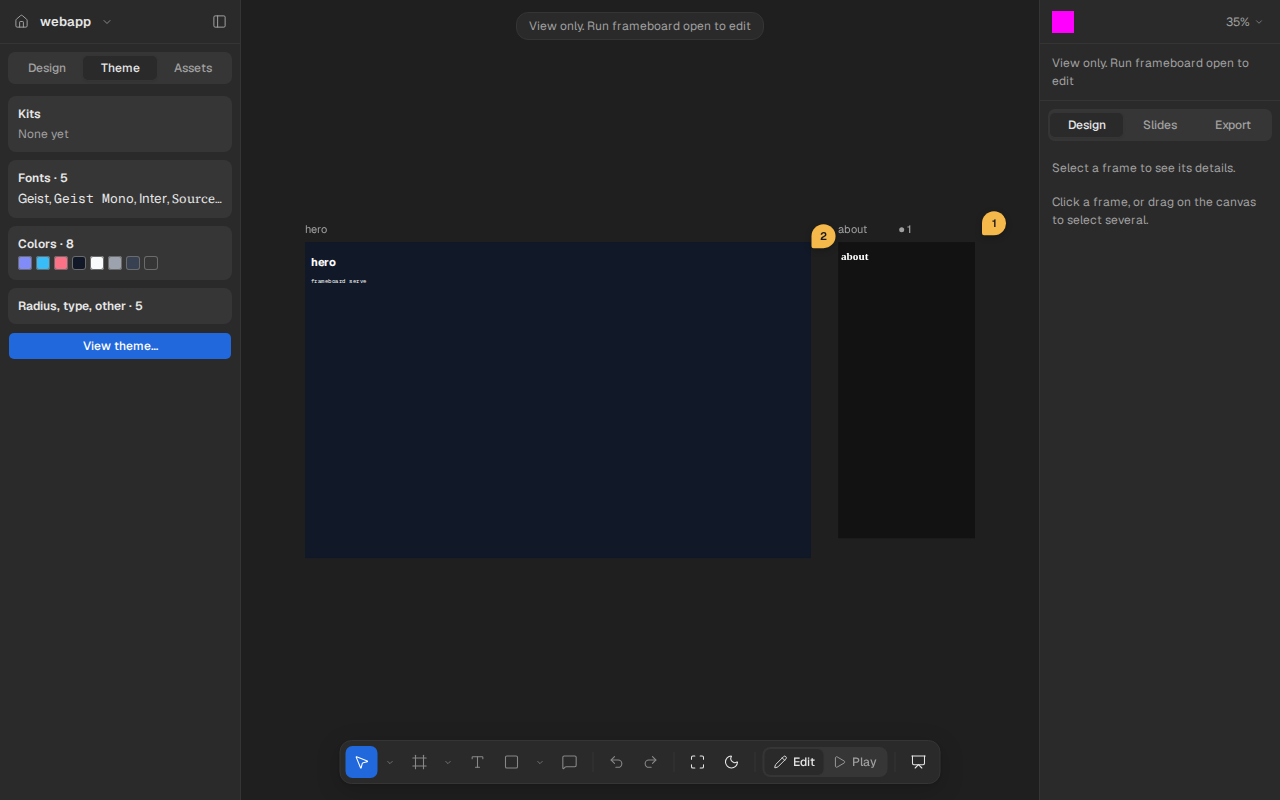 webapp
View only. Run frameboard open to edit
35%
Design
Theme
Assets
View only. Run frameboard open to
edit
Kits
None yet
Design
Slides
Export
Fonts · 5
Geist, Geist Mono, Inter, Source…
Select a frame to see its details.
Click a frame, or drag on the canvas
to select several.
Colors · 8
Radius, type, other · 5
View theme…
hero
2
about
1
1
hero
frameboard serve
about
Edit
Play